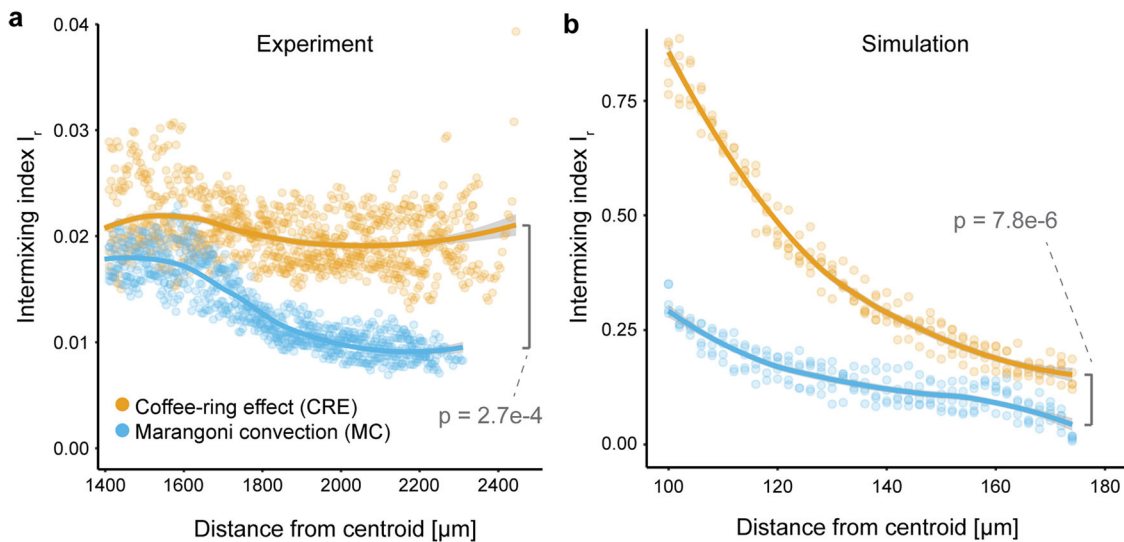 a
Experiment
Intermixing index Ir
0.04
0.03
0.02
0.01
0.00
Coffee-ring effect (CRE)
Marangoni convection (MC)
p = 2.7e-4
1400
1600
1800
2000
2200
2400
Distance from centroid [µm]
b
Simulation
Intermixing index Ir
0.75
0.50
0.25
0.00
p = 7.8e-6
100
120
140
160
180
Distance from centroid [µm]